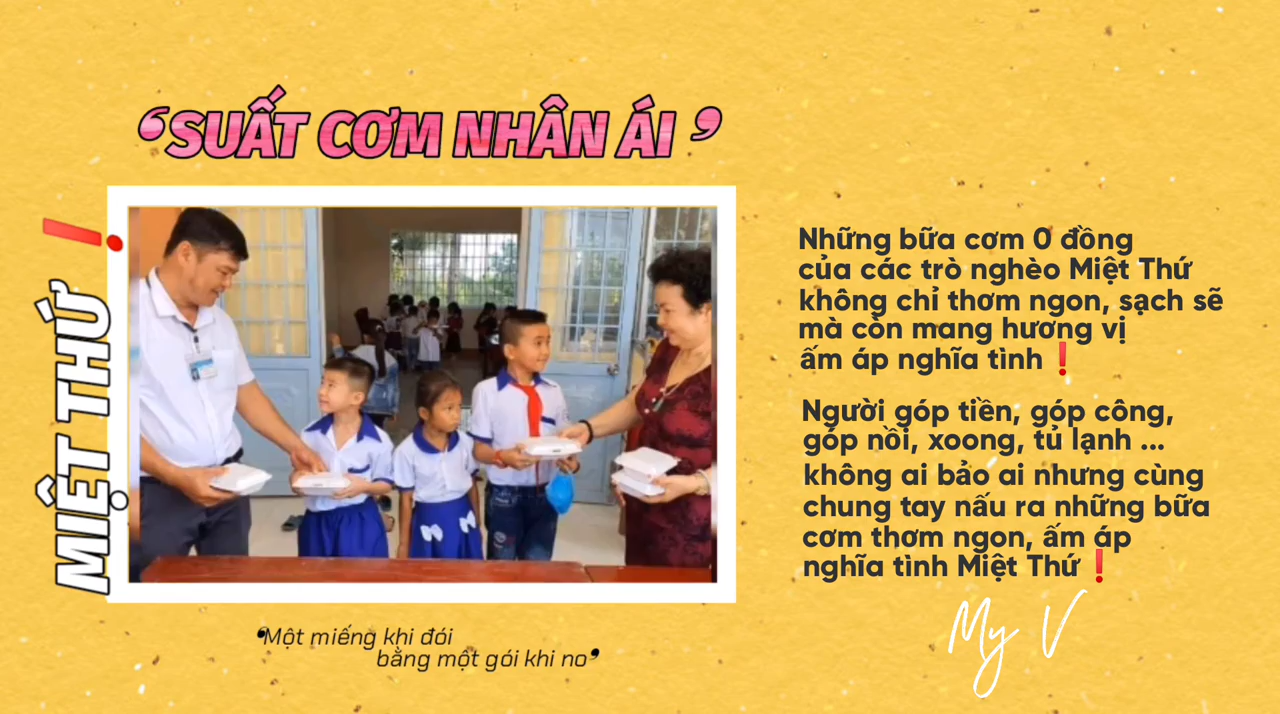 ‘SUẤT CƠM NHÂN ÁI ’
MIỆT THỨ❗
Những bữa cơm 0 đồng
của các trò nghèo Miệt Thứ
không chỉ thơm ngon, sạch sẽ
mà còn mang hương vị
ấm áp nghĩa tình❗
Người góp tiền, góp công,
góp nồi, xoong, tủ lạnh ...
không ai bảo ai nhưng cùng
chung tay nấu ra những bữa
cơm thơm ngon, ấm áp
nghĩa tình Miệt Thứ❗
My V
‘Một miếng khi đói
bằng một gói khi no’